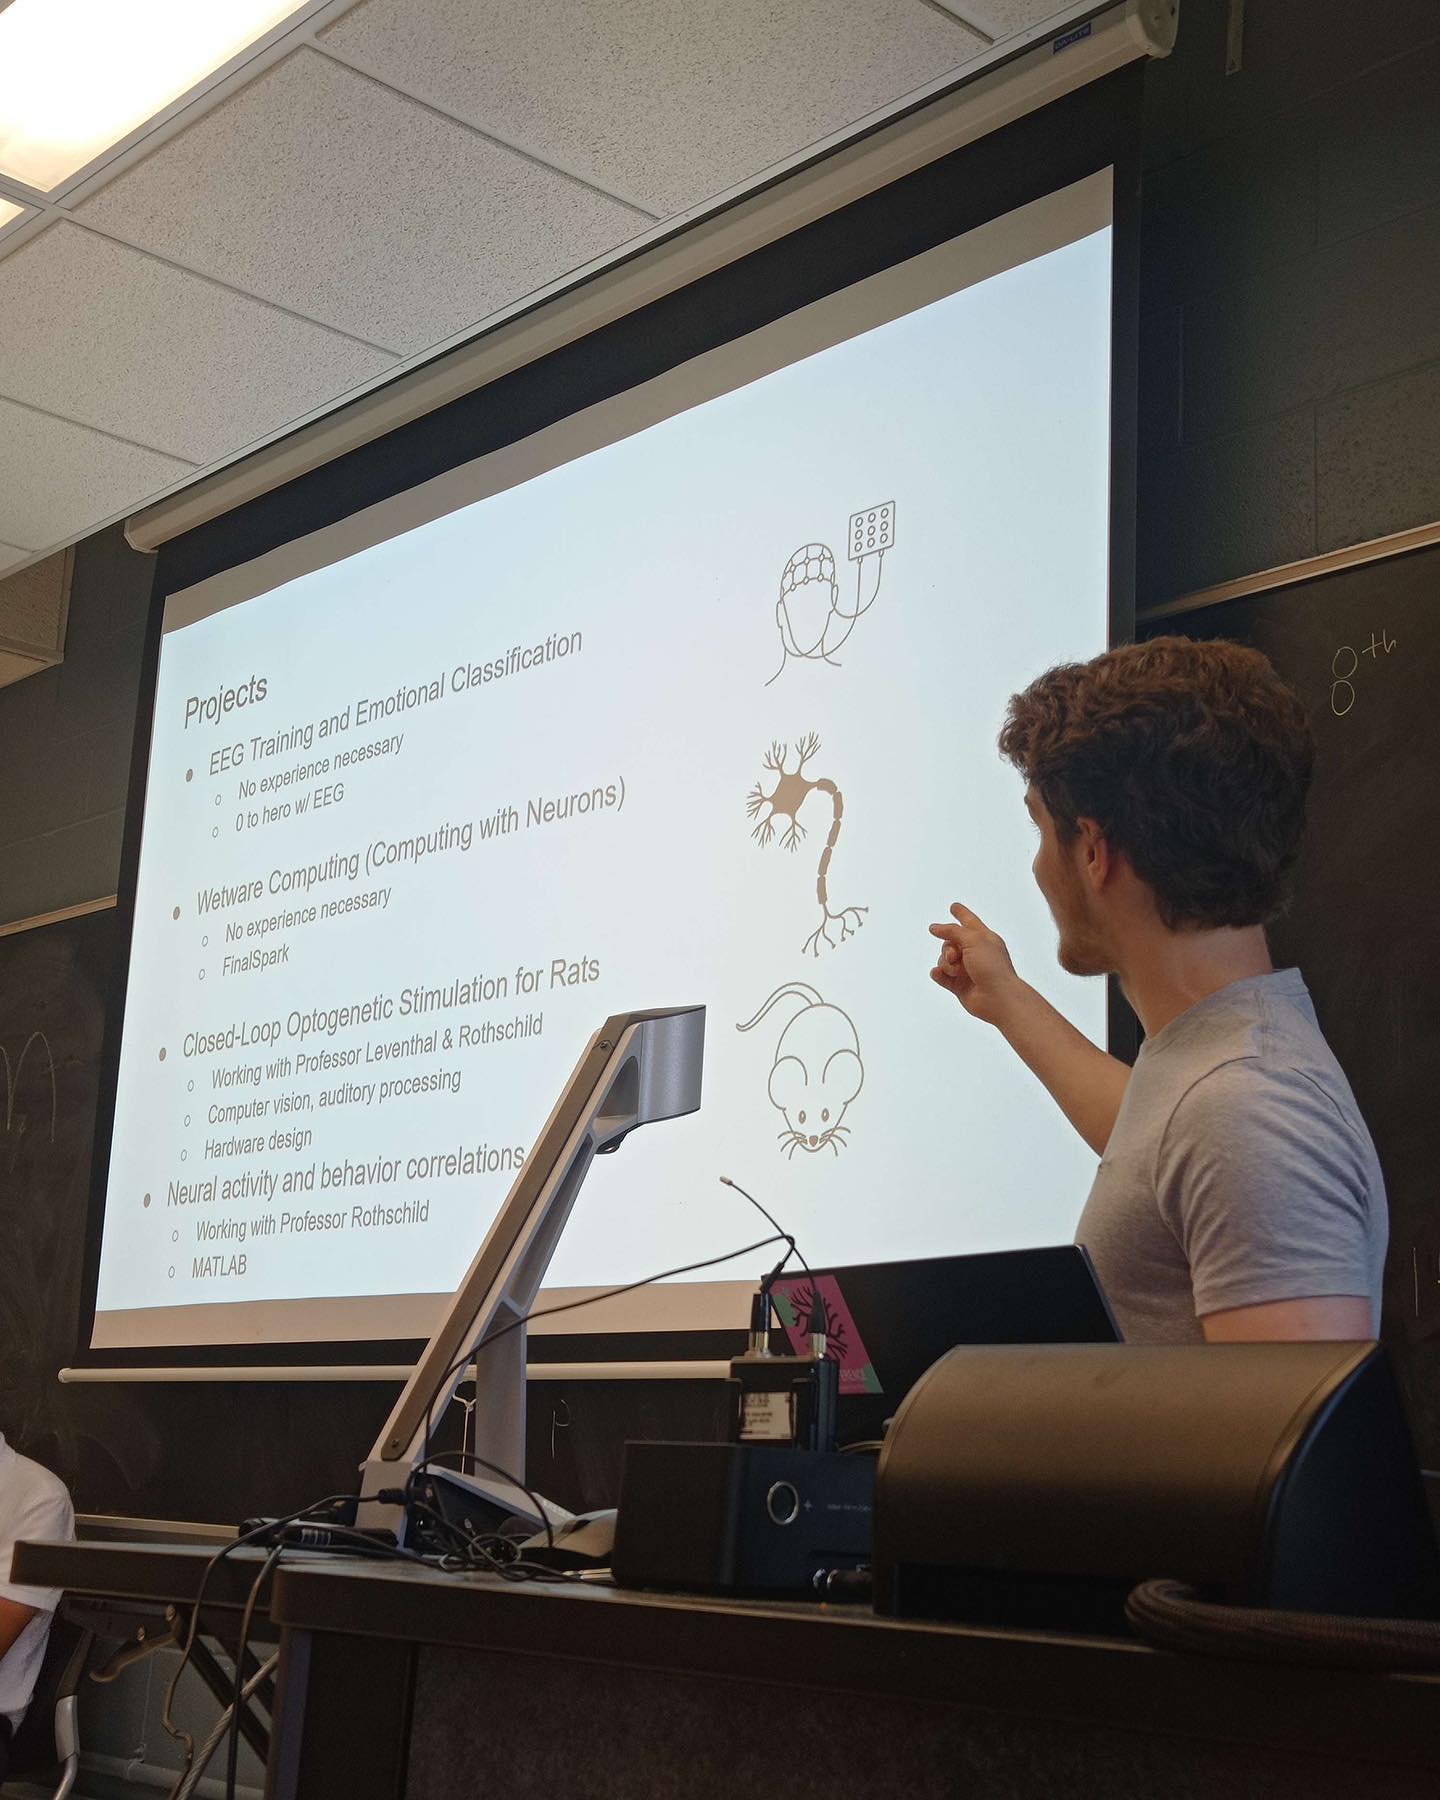 DA-LITE
Projects
EEG Training and Emotional Classification
No experience necessary
0 to hero w/ EEG
Wetware Computing (Computing with Neurons)
No experience necessary
FinalSpark
Closed-Loop Optogenetic Stimulation for Rats
Working with Professor Leventhal & Rothschild
Computer vision, auditory processing
Hardware design
Neural activity and behavior correlations
Working with Professor Rothschild
MATLAB